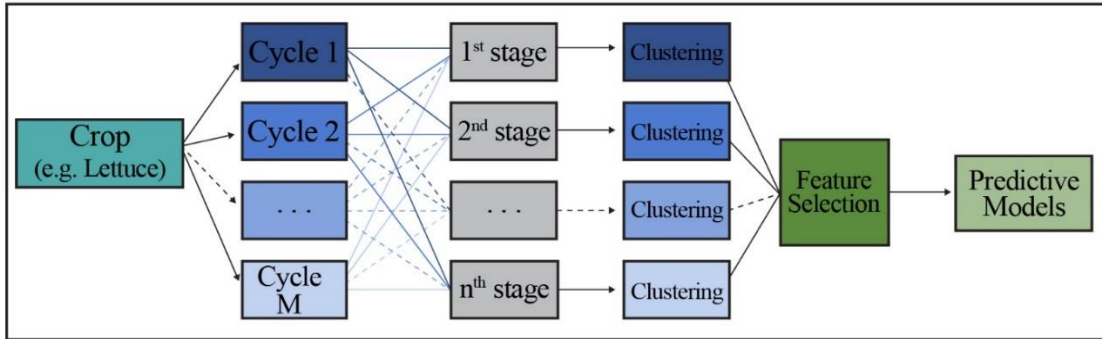 Crop
(e.g. Lettuce)
Cycle 1
Cycle 2
. . .
Cycle
M
1st stage
2nd stage
. . .
nth stage
Clustering
Clustering
Clustering
Clustering
Feature
Selection
Predictive
Models